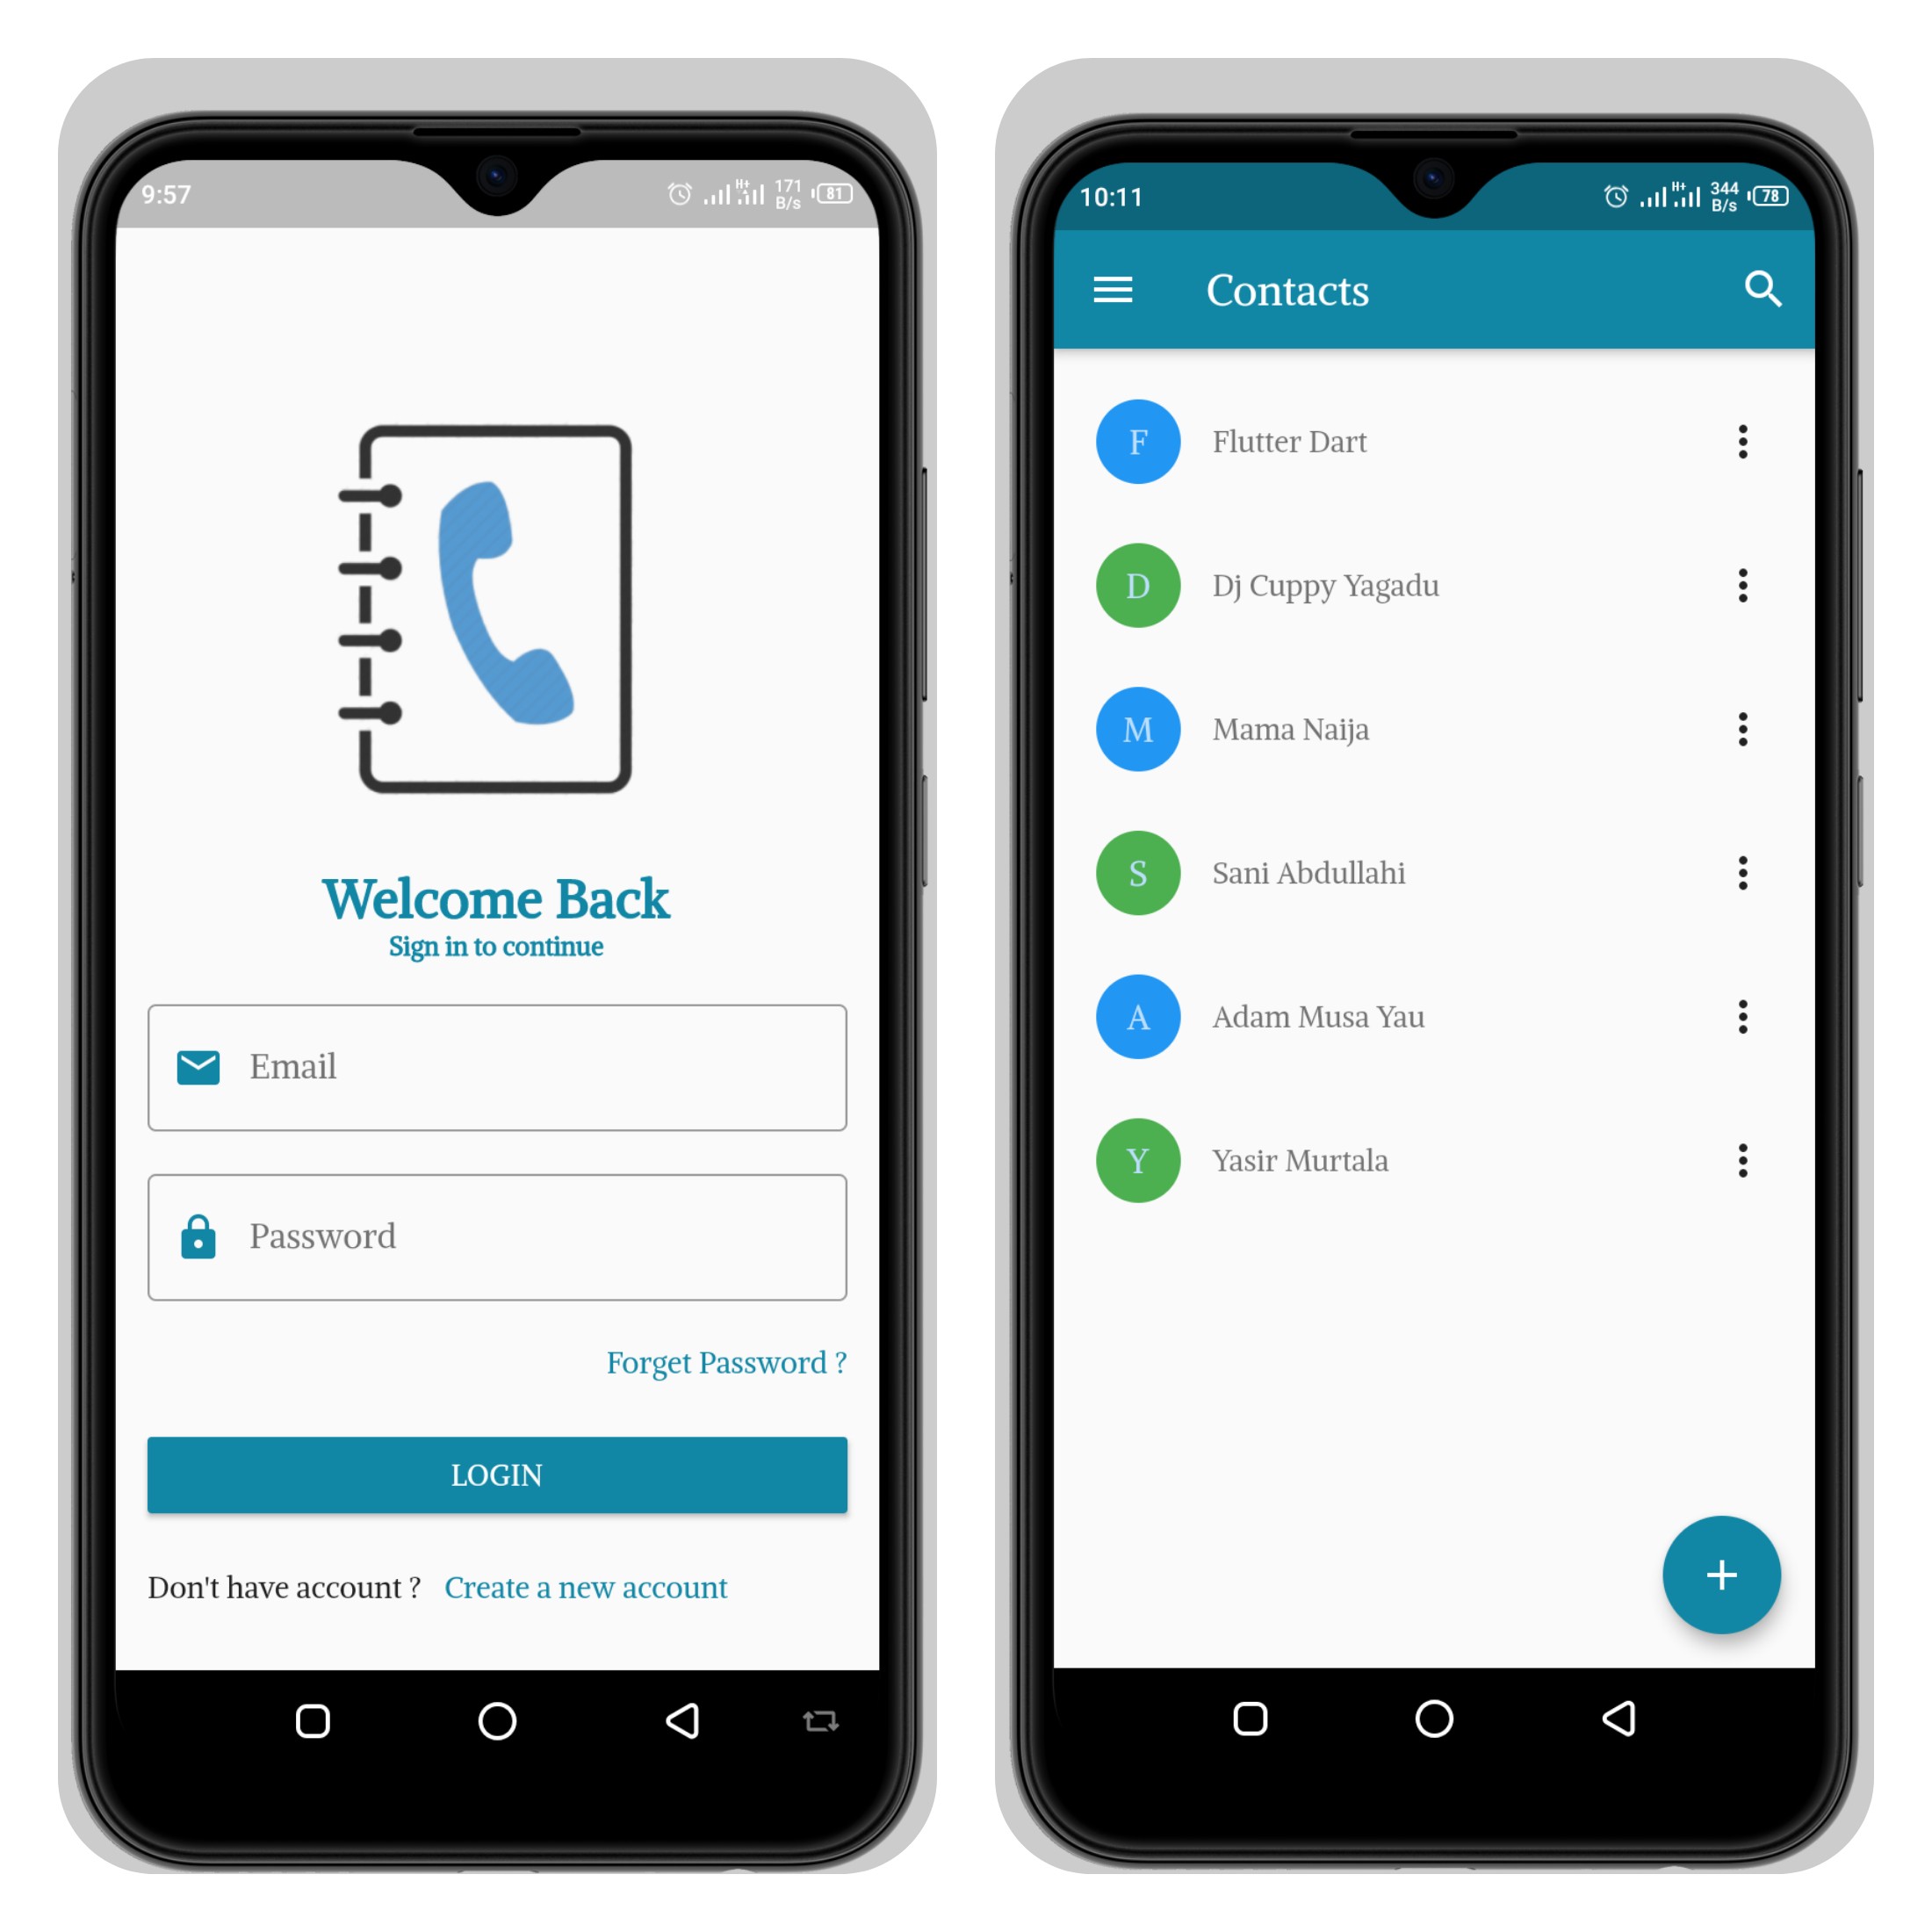 9:57
H+
171
B/s
81
Welcome Back
Sign in to continue
Email
Password
Forget Password ?
LOGIN
Don't have account ? Create a new account
10:11
H+
344
B/s
78
Contacts
F Flutter Dart
D Dj Cuppy Yagadu
M Mama Naija
S Sani Abdullahi
A Adam Musa Yau
Y Yasir Murtala